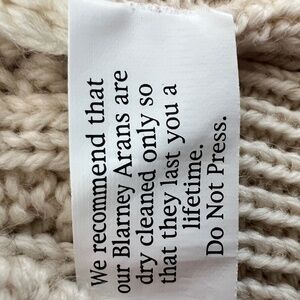 We recommend that
our Blarney Arans are
dry cleaned only so
that they last you a
lifetime.
Do Not Press.